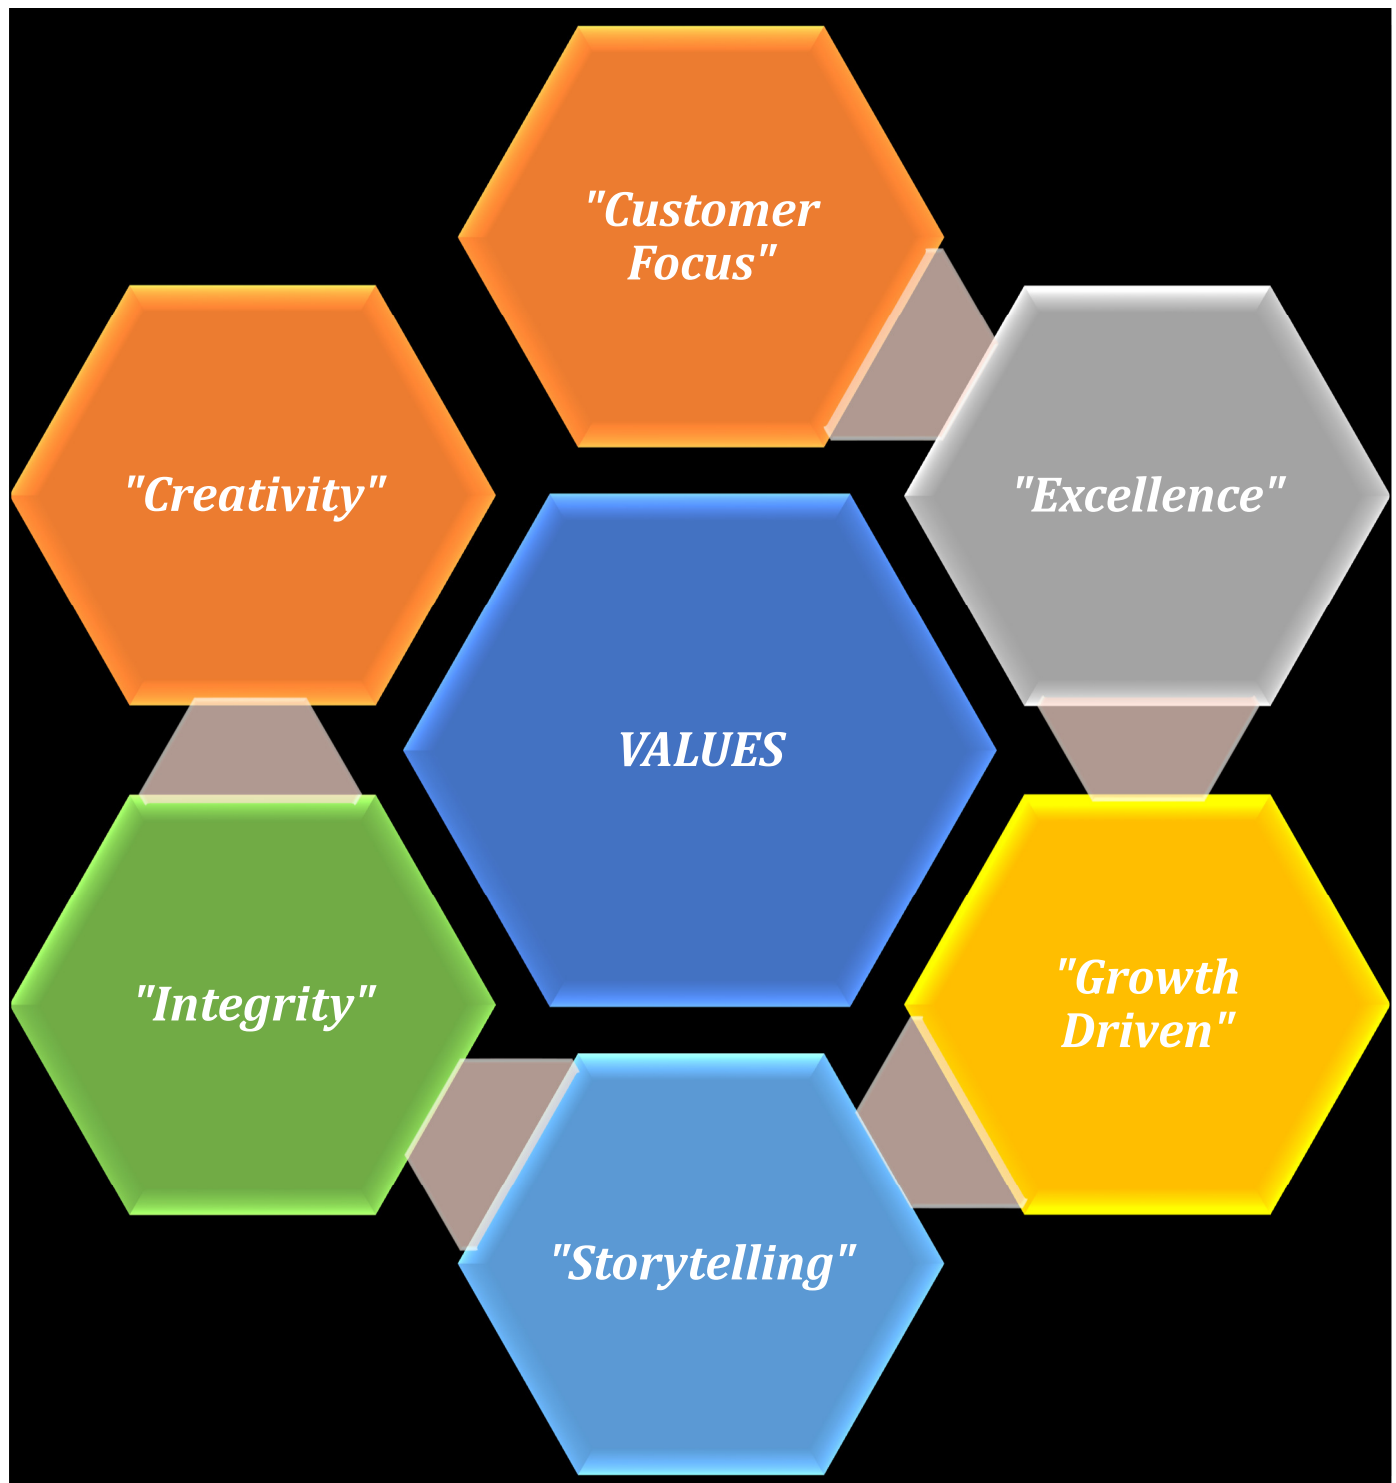 "Customer
Focus"
"Creativity"
"Excellence"
VALUES
"Integrity"
"Growth
Driven"
"Storytelling"